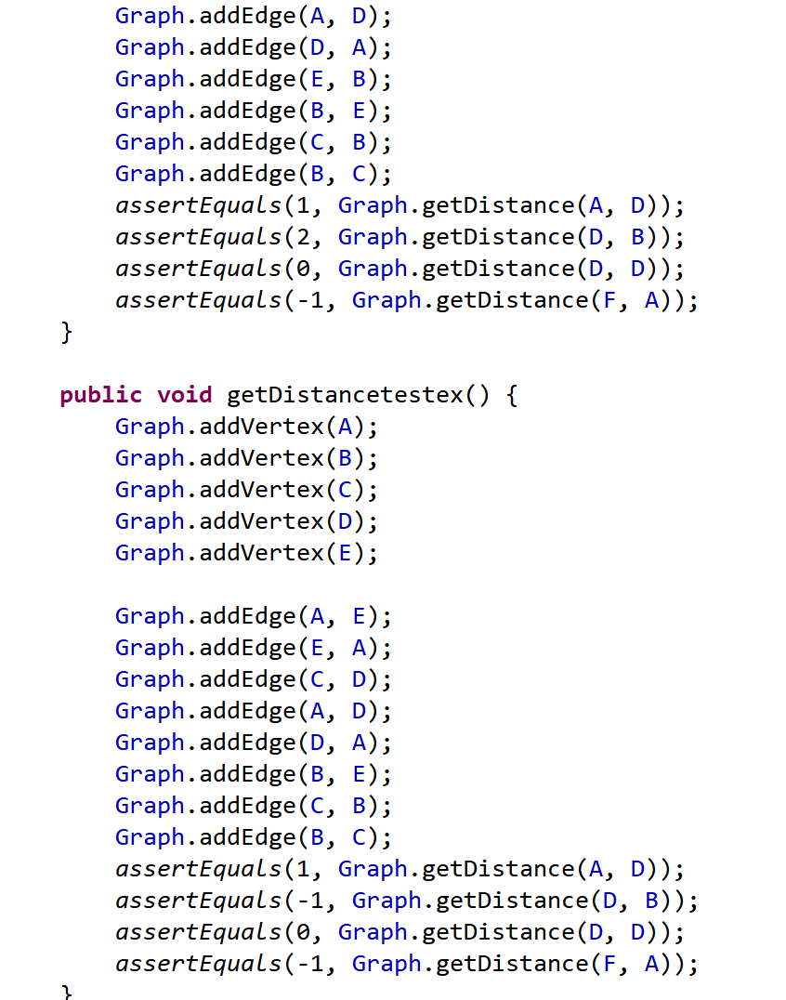 Graph.addEdge(A, D);
Graph.addEdge(D, A);
Graph.addEdge(E, B);
Graph.addEdge(B, E);
Graph.addEdge(C, B);
Graph.addEdge(B, C);
assertEquals(1, Graph.getDistance(A, D));
assertEquals(2, Graph.getDistance(D, B));
assertEquals(0, Graph.getDistance(D, D));
assertEquals(-1, Graph.getDistance(F, A));
}
public void getDistancetestex() {
Graph.addVertex(A);
Graph.addVertex(B);
Graph.addVertex(C);
Graph.addVertex(D);
Graph.addVertex(E);
Graph.addEdge(A, E);
Graph.addEdge(E, A);
Graph.addEdge(C, D);
Graph.addEdge(A, D);
Graph.addEdge(D, A);
Graph.addEdge(B, E);
Graph.addEdge(C, B);
Graph.addEdge(B, C);
assertEquals(1, Graph.getDistance(A, D));
assertEquals(-1, Graph.getDistance(D, B));
assertEquals(0, Graph.getDistance(D, D));
assertEquals(-1, Graph.getDistance(F, A));
}